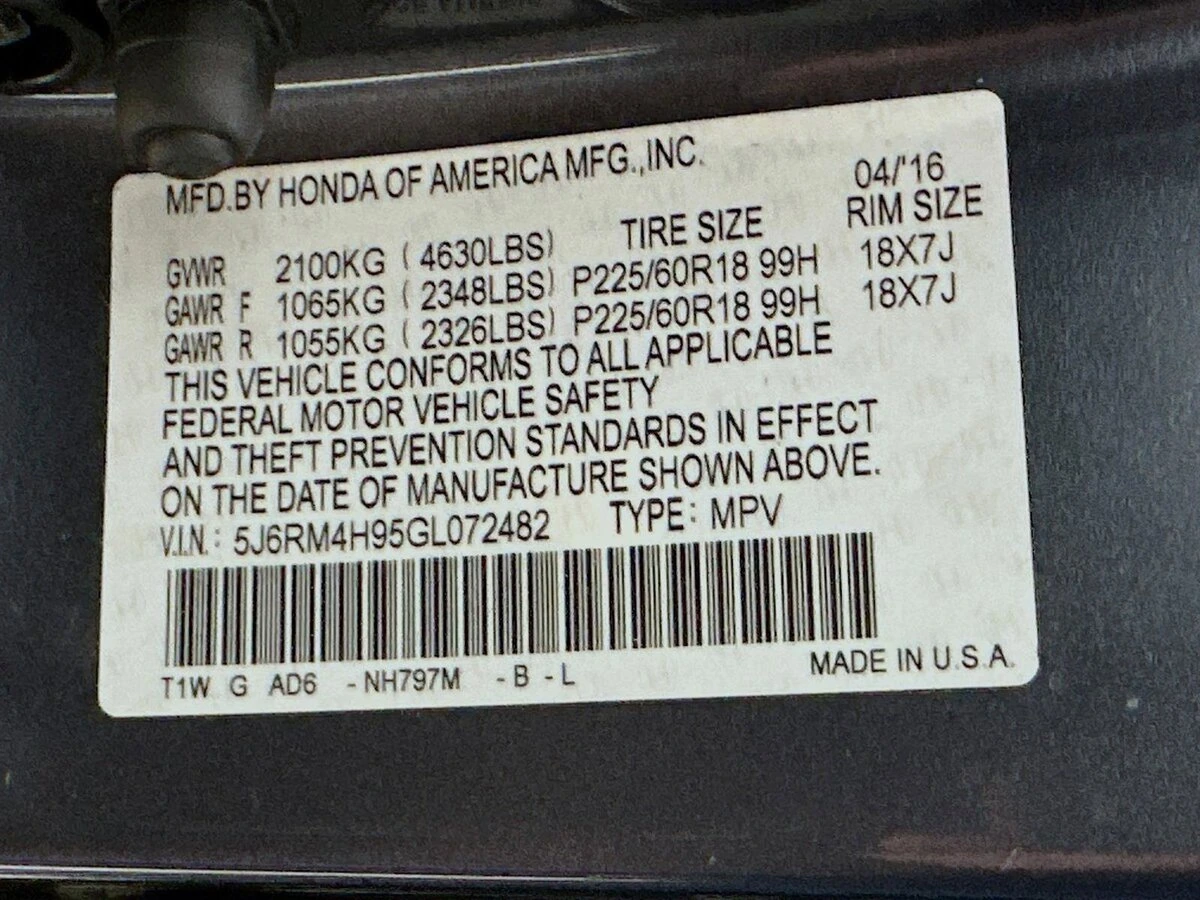 MFD.BY HONDA OF AMERICA MFG.,INC. 04/'16
GVWR 2100KG ( 4630LBS) TIRE SIZE RIM SIZE
GAWR F 1065KG ( 2348LBS) P225/60R18 99H 18X7J
GAWR R 1055KG ( 2326LBS) P225/60R18 99H 18X7J
THIS VEHICLE CONFORMS TO ALL APPLICABLE
FEDERAL MOTOR VEHICLE SAFETY
AND THEFT PREVENTION STANDARDS IN EFFECT
ON THE DATE OF MANUFACTURE SHOWN ABOVE.
V.I.N.: 5J6RM4H95GL072482 TYPE: MPV
T1W G AD6 -NH797M -B -L MADE IN U.S.A.